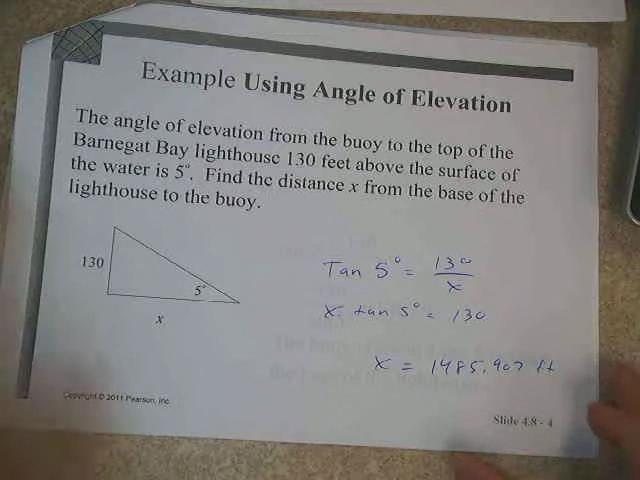 Example Using Angle of Elevation
The angle of elevation from the buoy to the top of the
Barnegat Bay lighthouse 130 feet above the surface of
the water is 5°. Find the distance x from the base of the
lighthouse to the buoy.
130
5°
x
Tan 5° = 130/x
x. tan 5° = 130
x = 1485.907 ft
Copyright © 2011 Pearson, Inc.
Slide 4.8 - 4